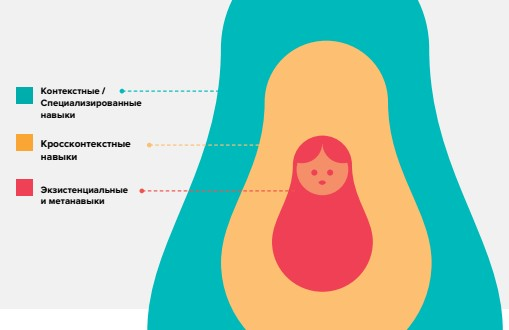 Контекстные /
Специализированные
навыки
Кроссконтекстные
навыки
Экзистенциальные
и метанавыки